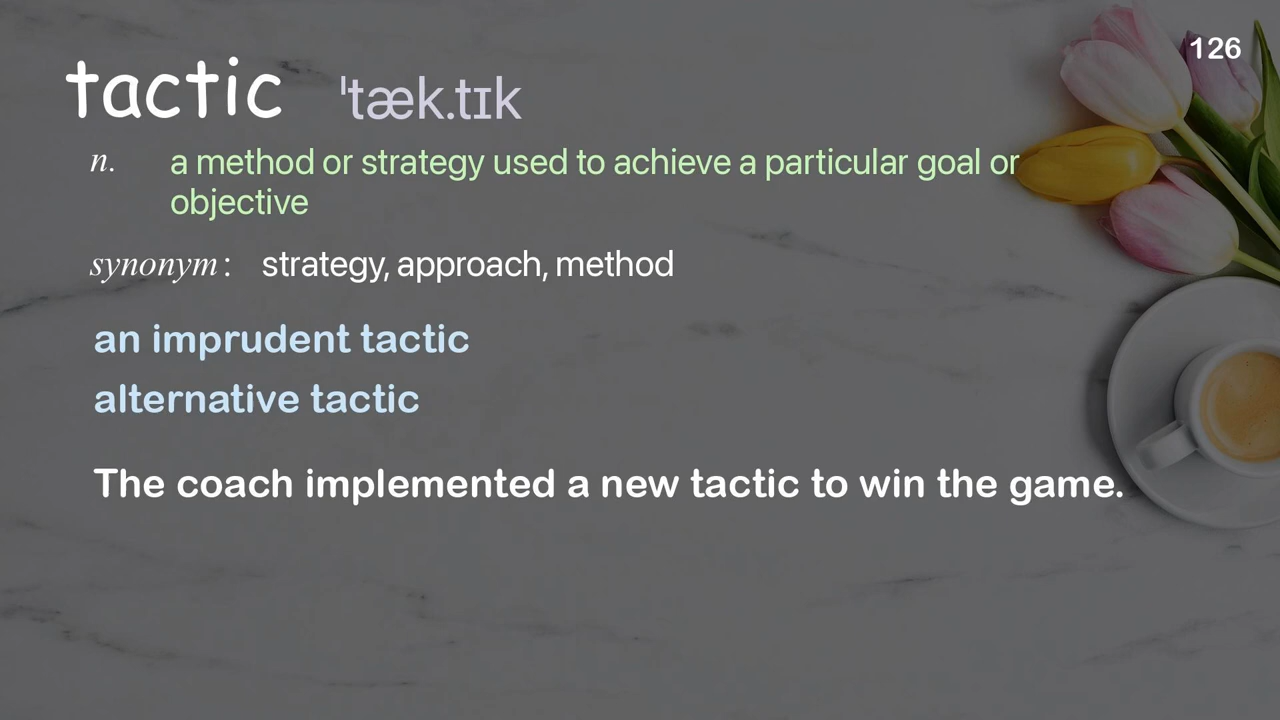 126
tactic ˈtæk.tɪk
n. a method or strategy used to achieve a particular goal or
objective
synonym : strategy, approach, method
an imprudent tactic
alternative tactic
The coach implemented a new tactic to win the game.